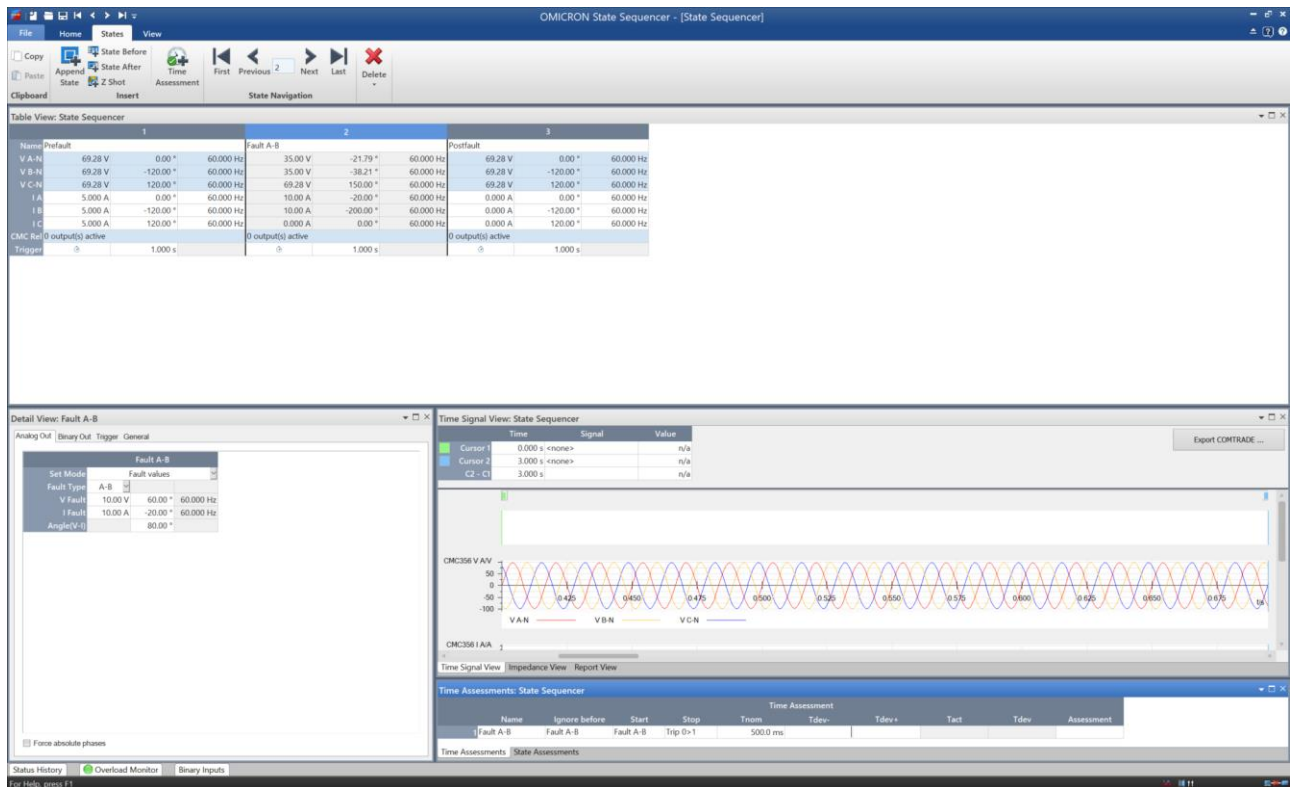 OMICRON State Sequencer - [State Sequencer]
File Home States View
Copy
Paste
Clipboard
Append State
State Before
State After
Z Shot
Insert
Time Assessment
First Previous 2 Next Last
State Navigation
Delete
Table View: State Sequencer
1 2 3
Name Prefault Fault A-B Postfault
V A-N 69.28 V 0.00 ° 60.000 Hz 35.00 V -21.79 ° 60.000 Hz 69.28 V 0.00 ° 60.000 Hz
V B-N 69.28 V -120.00 ° 60.000 Hz 35.00 V -38.21 ° 60.000 Hz 69.28 V -120.00 ° 60.000 Hz
V C-N 69.28 V 120.00 ° 60.000 Hz 69.28 V 150.00 ° 60.000 Hz 69.28 V 120.00 ° 60.000 Hz
I A 5.000 A 0.00 ° 60.000 Hz 10.00 A -20.00 ° 60.000 Hz 0.000 A 0.00 ° 60.000 Hz
I B 5.000 A -120.00 ° 60.000 Hz 10.00 A -200.00 ° 60.000 Hz 0.000 A -120.00 ° 60.000 Hz
I C 5.000 A 120.00 ° 60.000 Hz 0.000 A 0.00 ° 60.000 Hz 0.000 A 120.00 ° 60.000 Hz
CMC Rel 0 output(s) active 0 output(s) active 0 output(s) active
Trigger 1.000 s 1.000 s 1.000 s
Detail View: Fault A-B
Analog Out Binary Out Trigger General
Fault A-B
Set Mode Fault values
Fault Type A-B
V Fault 10.00 V 60.00 ° 60.000 Hz
I Fault 10.00 A -20.00 ° 60.000 Hz
Angle(V-I) 80.00 °
Force absolute phases
Time Signal View: State Sequencer
Time Signal Value
Cursor 1 0.000 s <none> n/a
Cursor 2 3.000 s <none> n/a
C2 - C1 3.000 s n/a
Export COMTRADE ...
CMC356 V A/V
50
0
-50
-100
0.425 0.450 0.475 0.500 0.525 0.550 0.575 0.600 0.625 0.650 0.675 t/s
V A-N V B-N V C-N
CMC356 I A/A 1
Time Signal View Impedance View Report View
Time Assessments: State Sequencer
Time Assessment
Name Ignore before Start Stop Tnom Tdev- Tdev+ Tact Tdev Assessment
1 Fault A-B Fault A-B Fault A-B Trip 0>1 500.0 ms
Time Assessments State Assessments
Status History Overload Monitor Binary Inputs
For Help, press F1